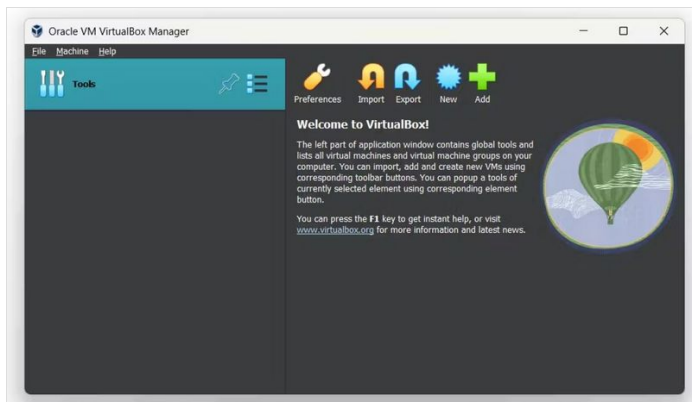 Oracle VM VirtualBox Manager
File Machine Help
Tools
Preferences Import Export New Add
Welcome to VirtualBox!
The left part of application window contains global tools and
lists all virtual machines and virtual machine groups on your
computer. You can import, add and create new VMs using
corresponding toolbar buttons. You can popup a tools of
currently selected element using corresponding element
button.
You can press the F1 key to get instant help, or visit
www.virtualbox.org for more information and latest news.